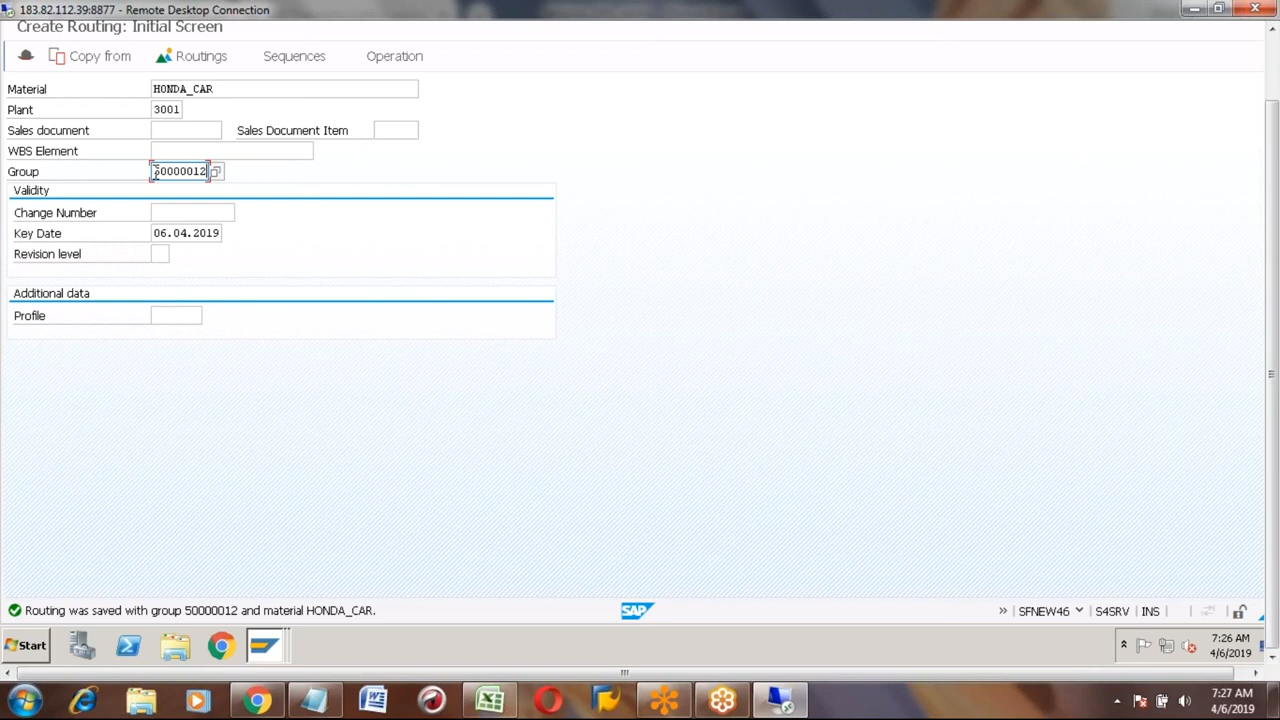 183.82.112.39:8877 - Remote Desktop Connection
Create Routing: Initial Screen
Copy from Routings Sequences Operation
Material HONDA_CAR
Plant 3001
Sales document Sales Document Item
WBS Element
Group 50000012
Validity
Change Number
Key Date 06.04.2019
Revision level
Additional data
Profile
Routing was saved with group 50000012 and material HONDA_CAR.
SAP
SFNEW46 S4SRV INS
Start
7:26 AM
4/6/2019
7:27 AM
4/6/2019